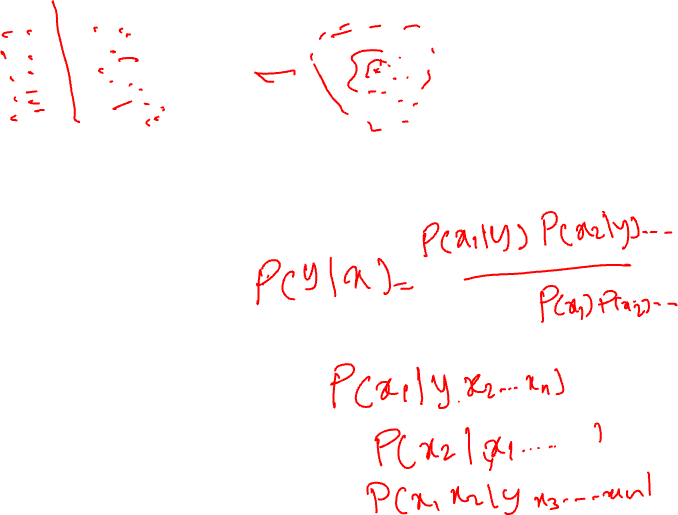 P(y|x) = P(x₁|y) P(x₂|y)... / P(x₁) P(x₂)...
P(x₁|y x₂...xₙ)
P(x₂|x₁.... )
P(x₁ x₂|y x₃....xₙ|